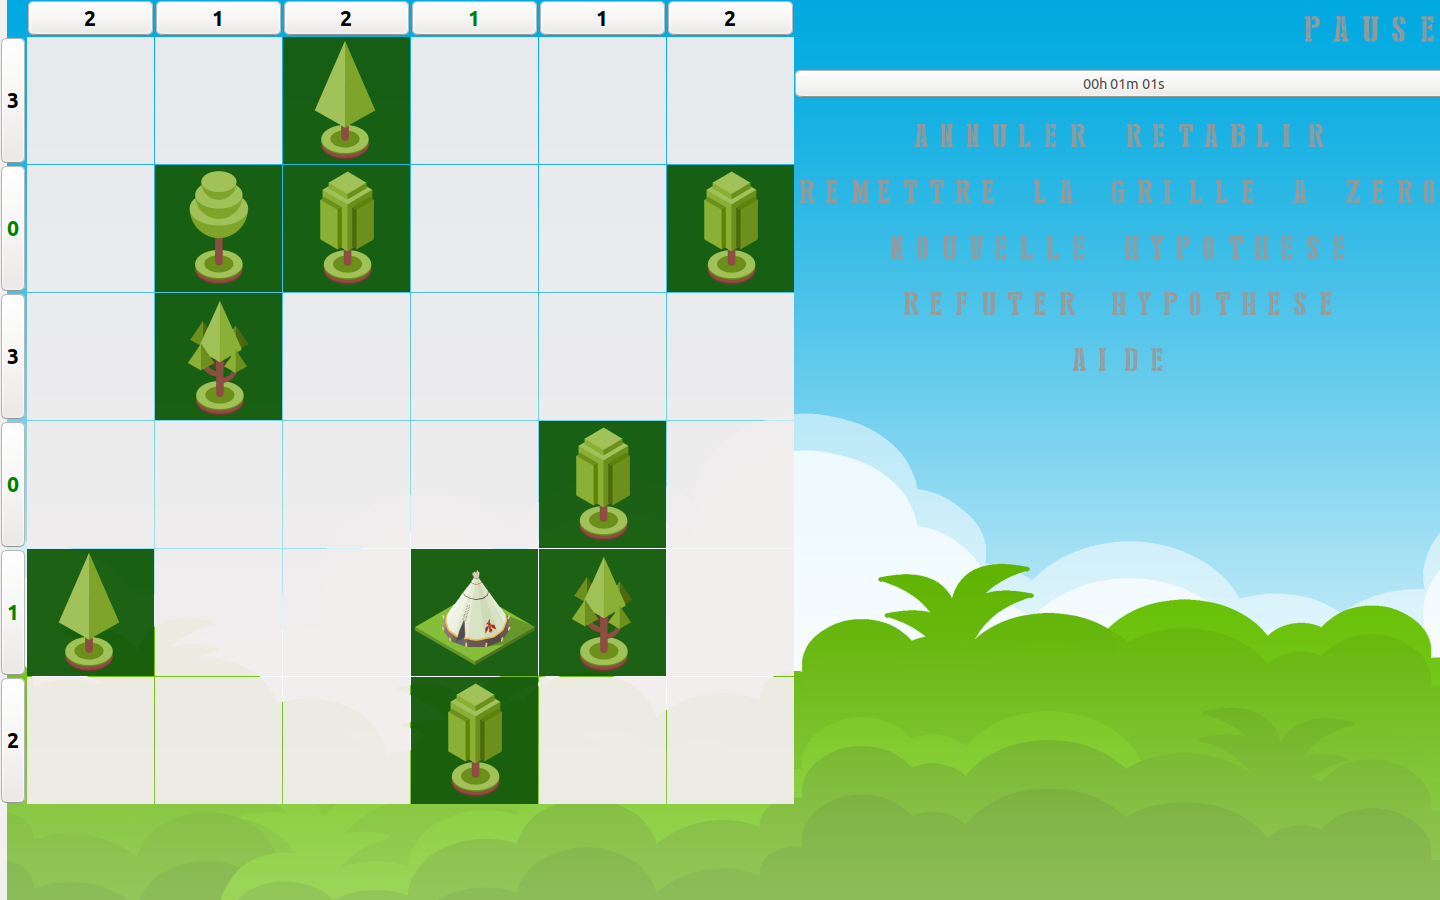 2 1 2 1 1 2
PAUSE
3
00h 01m 01s
ANNULER RETABLIR
REMETTRE LA GRILLE A ZERO
0
NOUVELLE HYPOTHESE
REFUTER HYPOTHESE
3
AIDE
0
1
2